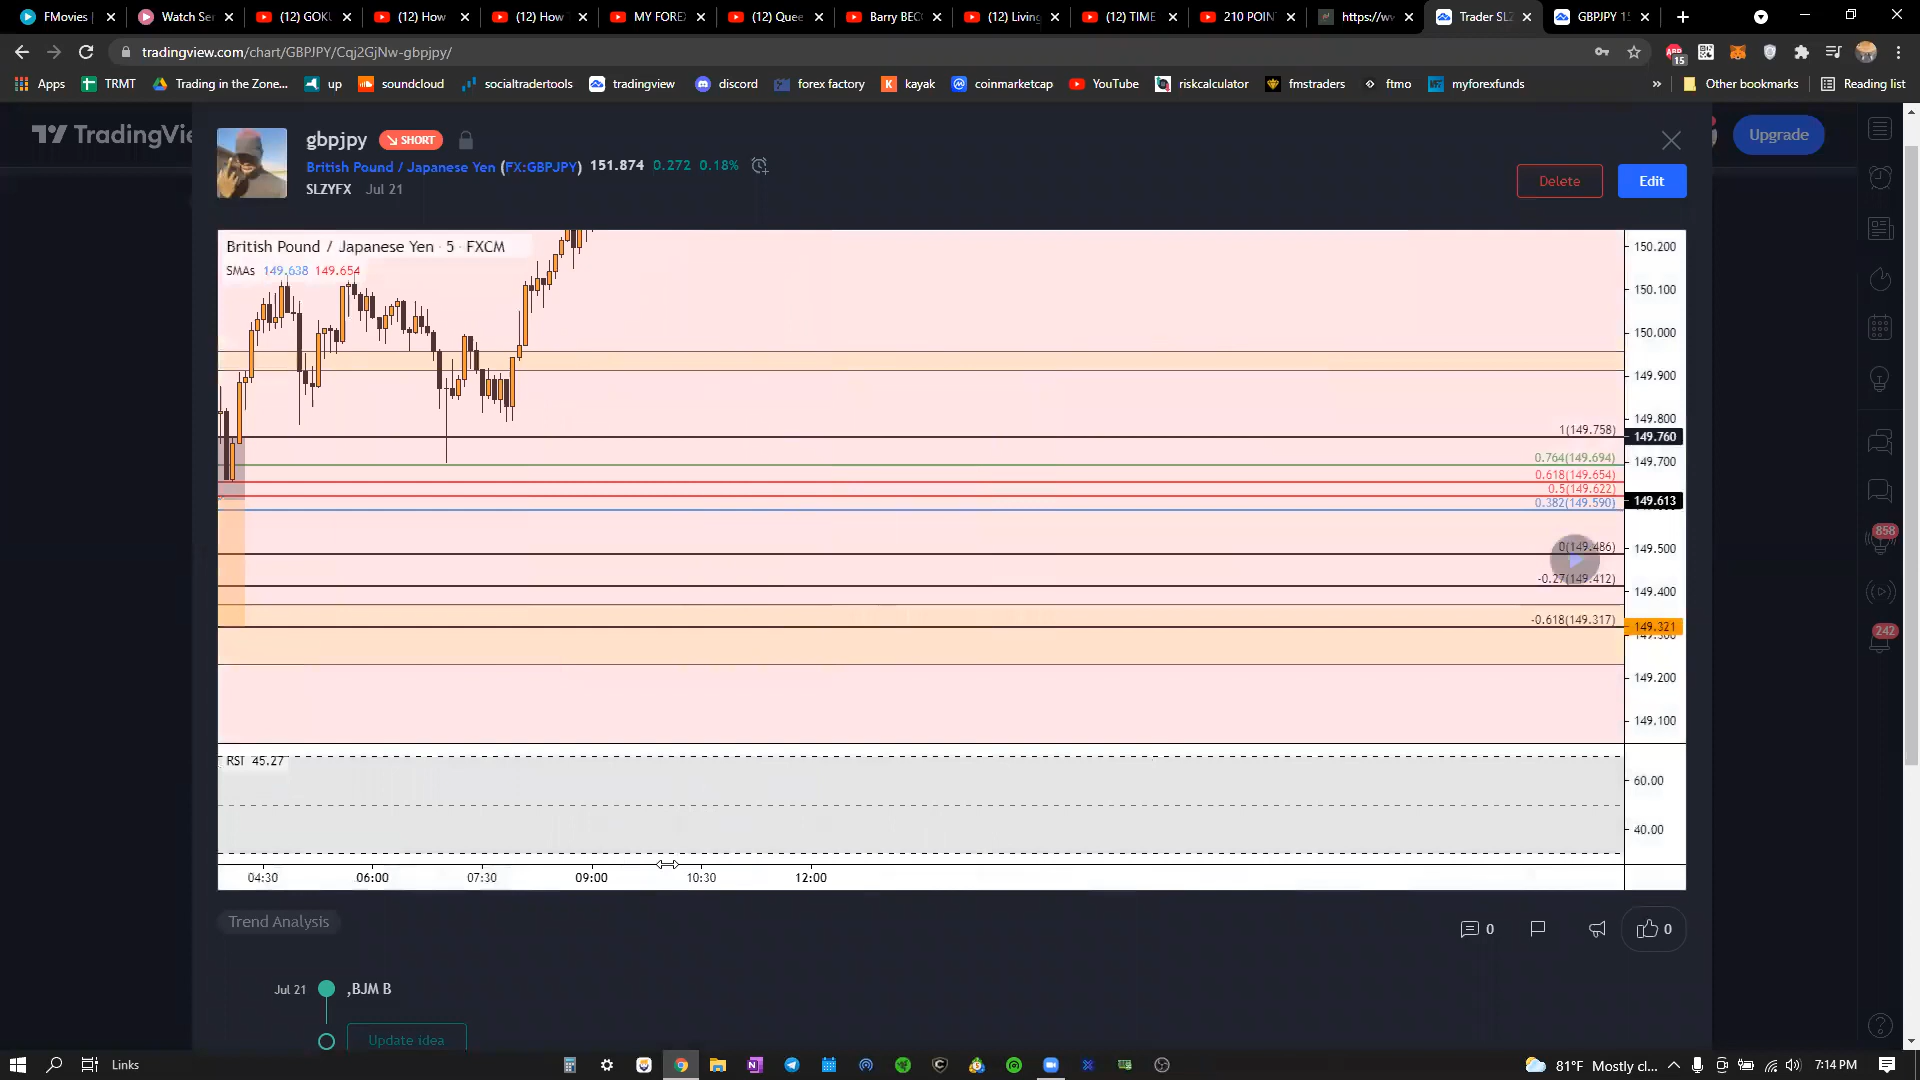 FMovies
Watch Se
(12) GOKU
(12) How
(12) How
MY FORE
(12) Quee
Barry BEC
(12) Living
(12) TIME
210 POIN
https://w
Trader SLZ
GBPJPY 1
tradingview.com/chart/GBPJPY/Cqj2GjNw-gbpjpy/
15
Apps
TRMT
Trading in the Zone...
up
soundcloud
socialtradertools
tradingview
discord
forex factory
kayak
coinmarketcap
YouTube
riskcalculator
fmstraders
ftmo
myforexfunds
»
Other bookmarks
Reading list
TradingVie
gbpjpy
SHORT
Upgrade
British Pound / Japanese Yen (FX:GBPJPY) 151.874 0.272 0.18%
SLZYFX Jul 21
Delete
Edit
British Pound / Japanese Yen · 5 · FXCM
SMAs 149.638 149.654
150.200
150.100
150.000
149.900
149.800
1(149.758)
149.760
0.764(149.694)
149.700
0.618(149.654)
0.5(149.622)
0.382(149.590)
149.613
0(149.486)
149.500
-0.27(149.412)
149.400
-0.618(149.317)
149.321
149.300
149.200
149.100
RSI 45.27
60.00
40.00
04:30
06:00
07:30
09:00
10:30
12:00
858
242
Trend Analysis
0
0
Jul 21
,BJM B
Update idea
Links
81°F Mostly cl...
7:14 PM